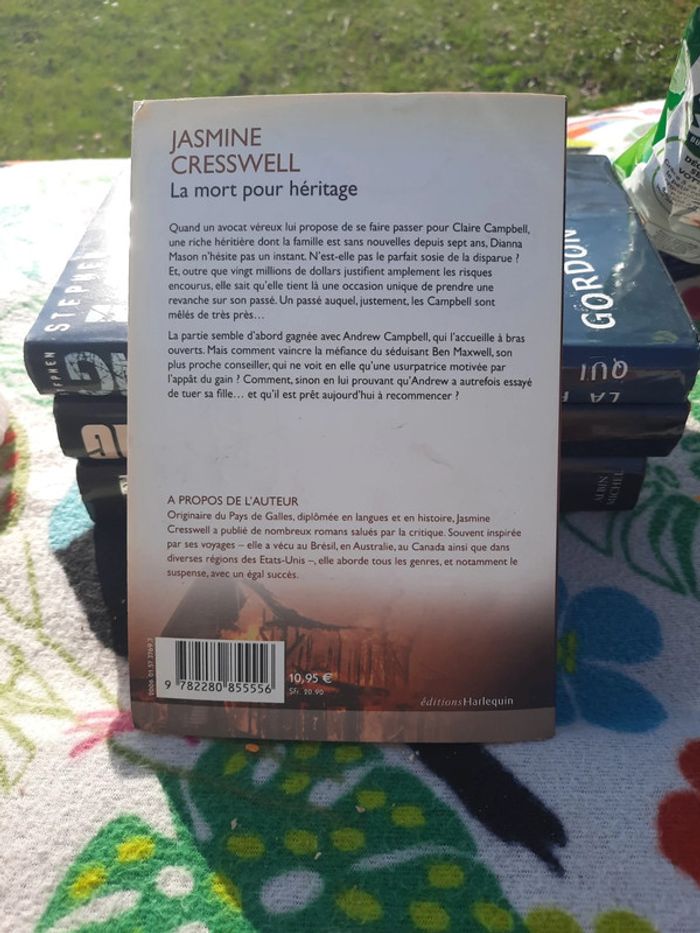 JASMINE
CRESSWELL
La mort pour héritage
Quand un avocat véreux lui propose de se faire passer pour Claire Campbell,
une riche héritière dont la famille est sans nouvelles depuis sept ans, Dianna
Mason n'hésite pas un instant. N'est-elle pas le parfait sosie de la disparue ?
Et, outre que vingt millions de dollars justifient amplement les risques
encourus, elle sait qu'elle tient là une occasion unique de prendre une
revanche sur son passé. Un passé auquel, justement, les Campbell sont
mêlés de très près…
La partie semble d'abord gagnée avec Andrew Campbell, qui l'accueille à bras
ouverts. Mais comment vaincre la méfiance du séduisant Ben Maxwell, son
plus proche conseiller, qui ne voit en elle qu'une usurpatrice motivée par
l'appât du gain ? Comment, sinon en lui prouvant qu'Andrew a autrefois essayé
de tuer sa fille… et qu'il est prêt aujourd'hui à recommencer ?
A PROPOS DE L'AUTEUR
Originaire du Pays de Galles, diplômée en langues et en histoire, Jasmine
Cresswell a publié de nombreux romans salués par la critique. Souvent inspirée
par ses voyages – elle a vécu au Brésil, en Australie, au Canada ainsi que dans
diverses régions des Etats-Unis –, elle aborde tous les genres, et notamment le
suspense, avec un égal succès.
2006. 01.57.3769.7
9 782280 855556
10,95 €
SFr. 20.90
éditionsHarlequin
STEPHEN
GORDON
QUI
LA
ALBIN
MICHEL